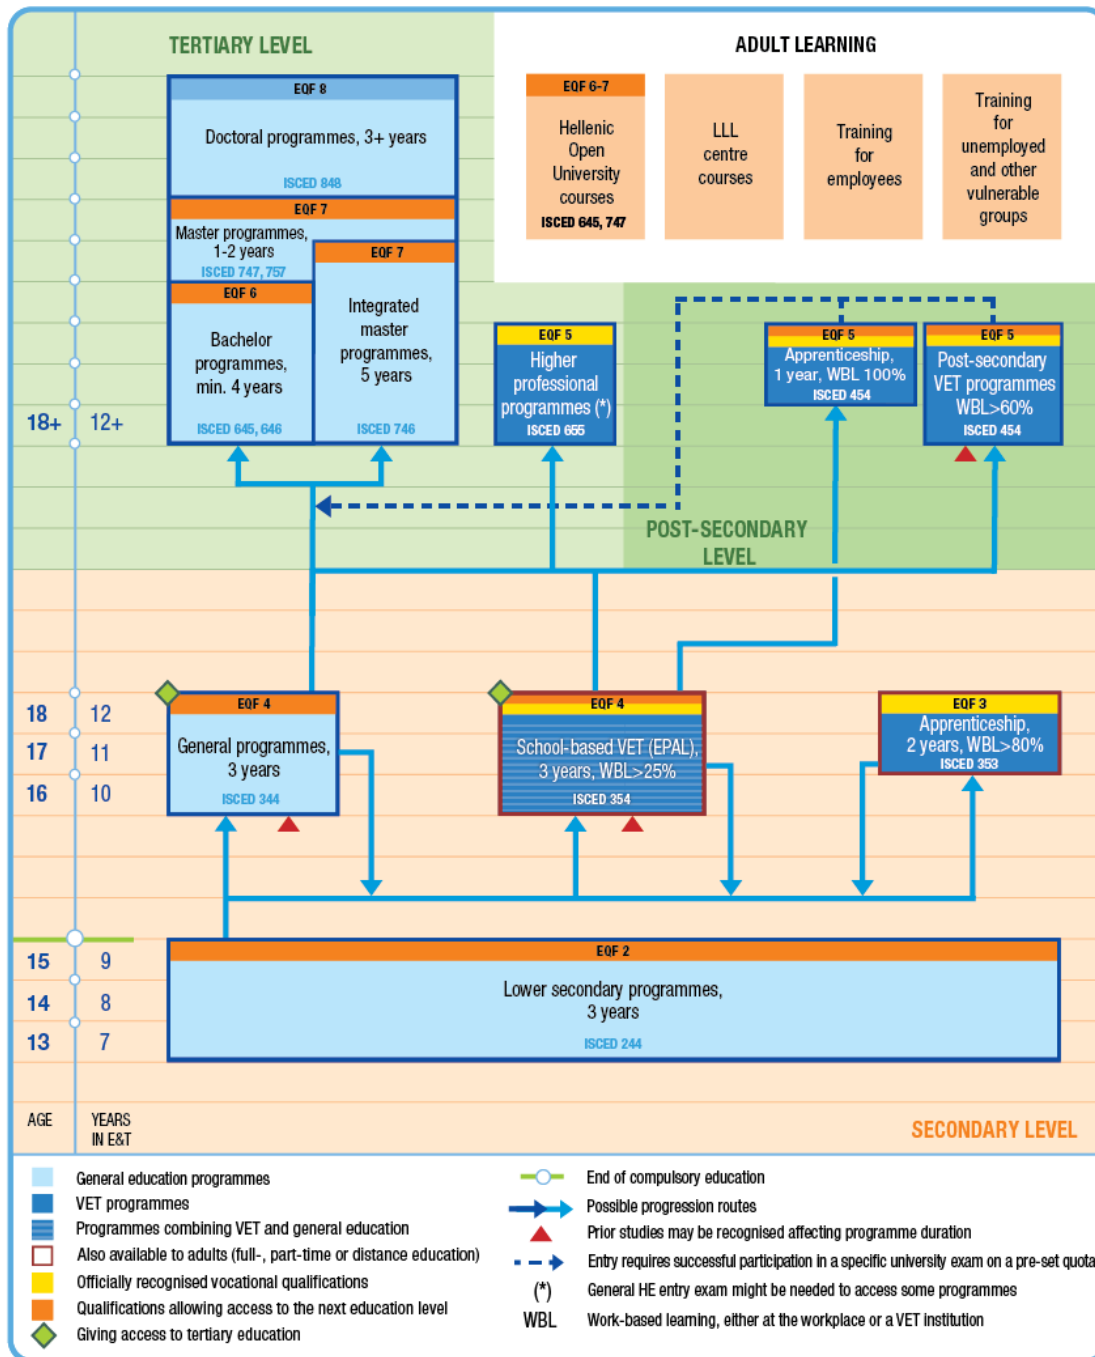 TERTIARY LEVEL
ADULT LEARNING
EQF 8
Doctoral programmes, 3+ years
ISCED 848
EQF 7
Master programmes,
1-2 years
ISCED 747, 757
EQF 6
Bachelor
programmes,
min. 4 years
ISCED 645, 646
EQF 7
Integrated
master
programmes,
5 years
ISCED 746
EQF 6-7
Hellenic
Open
University
courses
ISCED 645, 747
LLL
centre
courses
Training
for
employees
Training
for
unemployed
and other
vulnerable
groups
EQF 5
Higher
professional
programmes (*)
ISCED 655
EQF 5
Apprenticeship,
1 year, WBL 100%
ISCED 454
EQF 5
Post-secondary
VET programmes
WBL>60%
ISCED 454
18+ 12+
POST-SECONDARY
LEVEL
EQF 4
General programmes,
3 years
ISCED 344
EQF 4
School-based VET (EPAL),
3 years, WBL>25%
ISCED 354
EQF 3
Apprenticeship,
2 years, WBL>80%
ISCED 353
18 12
17 11
16 10
EQF 2
Lower secondary programmes,
3 years
ISCED 244
15 9
14 8
13 7
AGE
YEARS
IN E&T
SECONDARY LEVEL
General education programmes
VET programmes
Programmes combining VET and general education
Also available to adults (full-, part-time or distance education)
Officially recognised vocational qualifications
Qualifications allowing access to the next education level
Giving access to tertiary education
End of compulsory education
Possible progression routes
Prior studies may be recognised affecting programme duration
Entry requires successful participation in a specific university exam on a pre-set quota
(*) General HE entry exam might be needed to access some programmes
WBL Work-based learning, either at the workplace or a VET institution